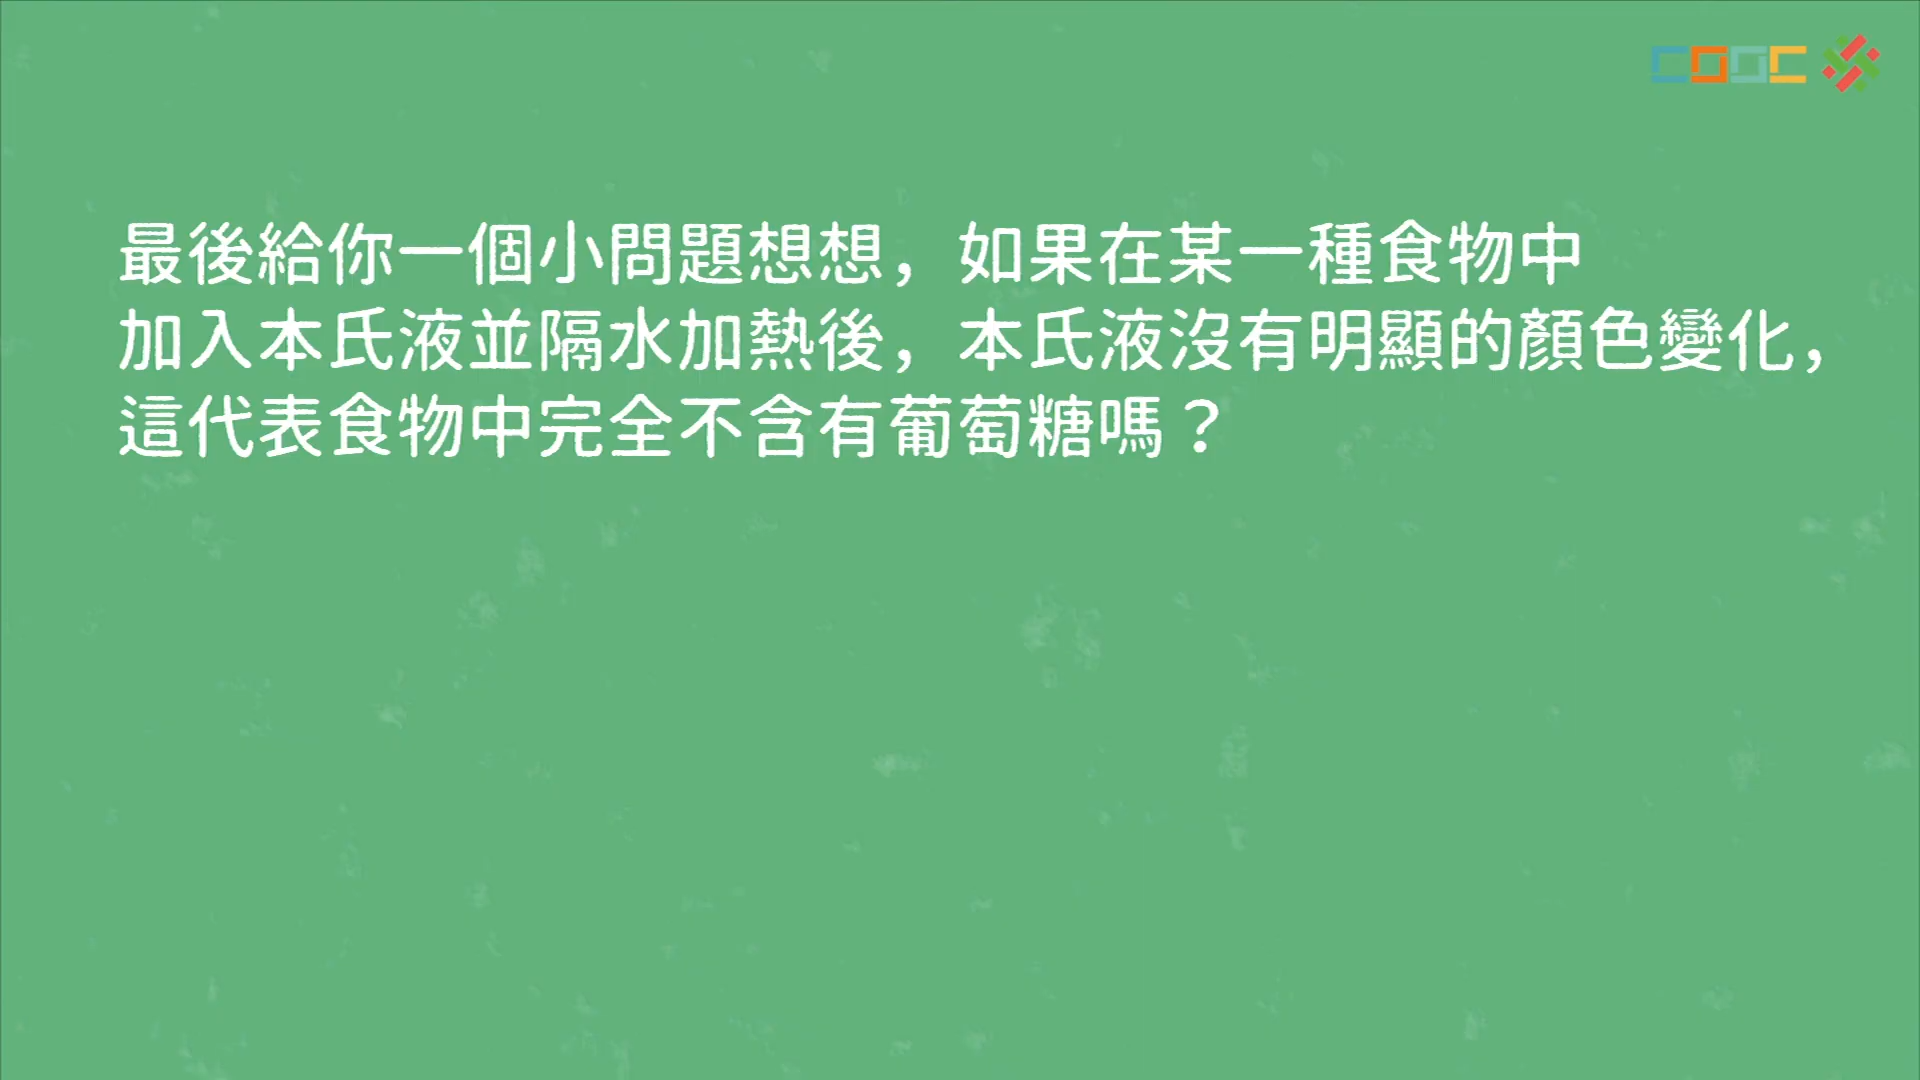 COOC
最後給你一個小問題想想，如果在某一種食物中
加入本氏液並隔水加熱後，本氏液沒有明顯的顏色變化，
這代表食物中完全不含有葡萄糖嗎？